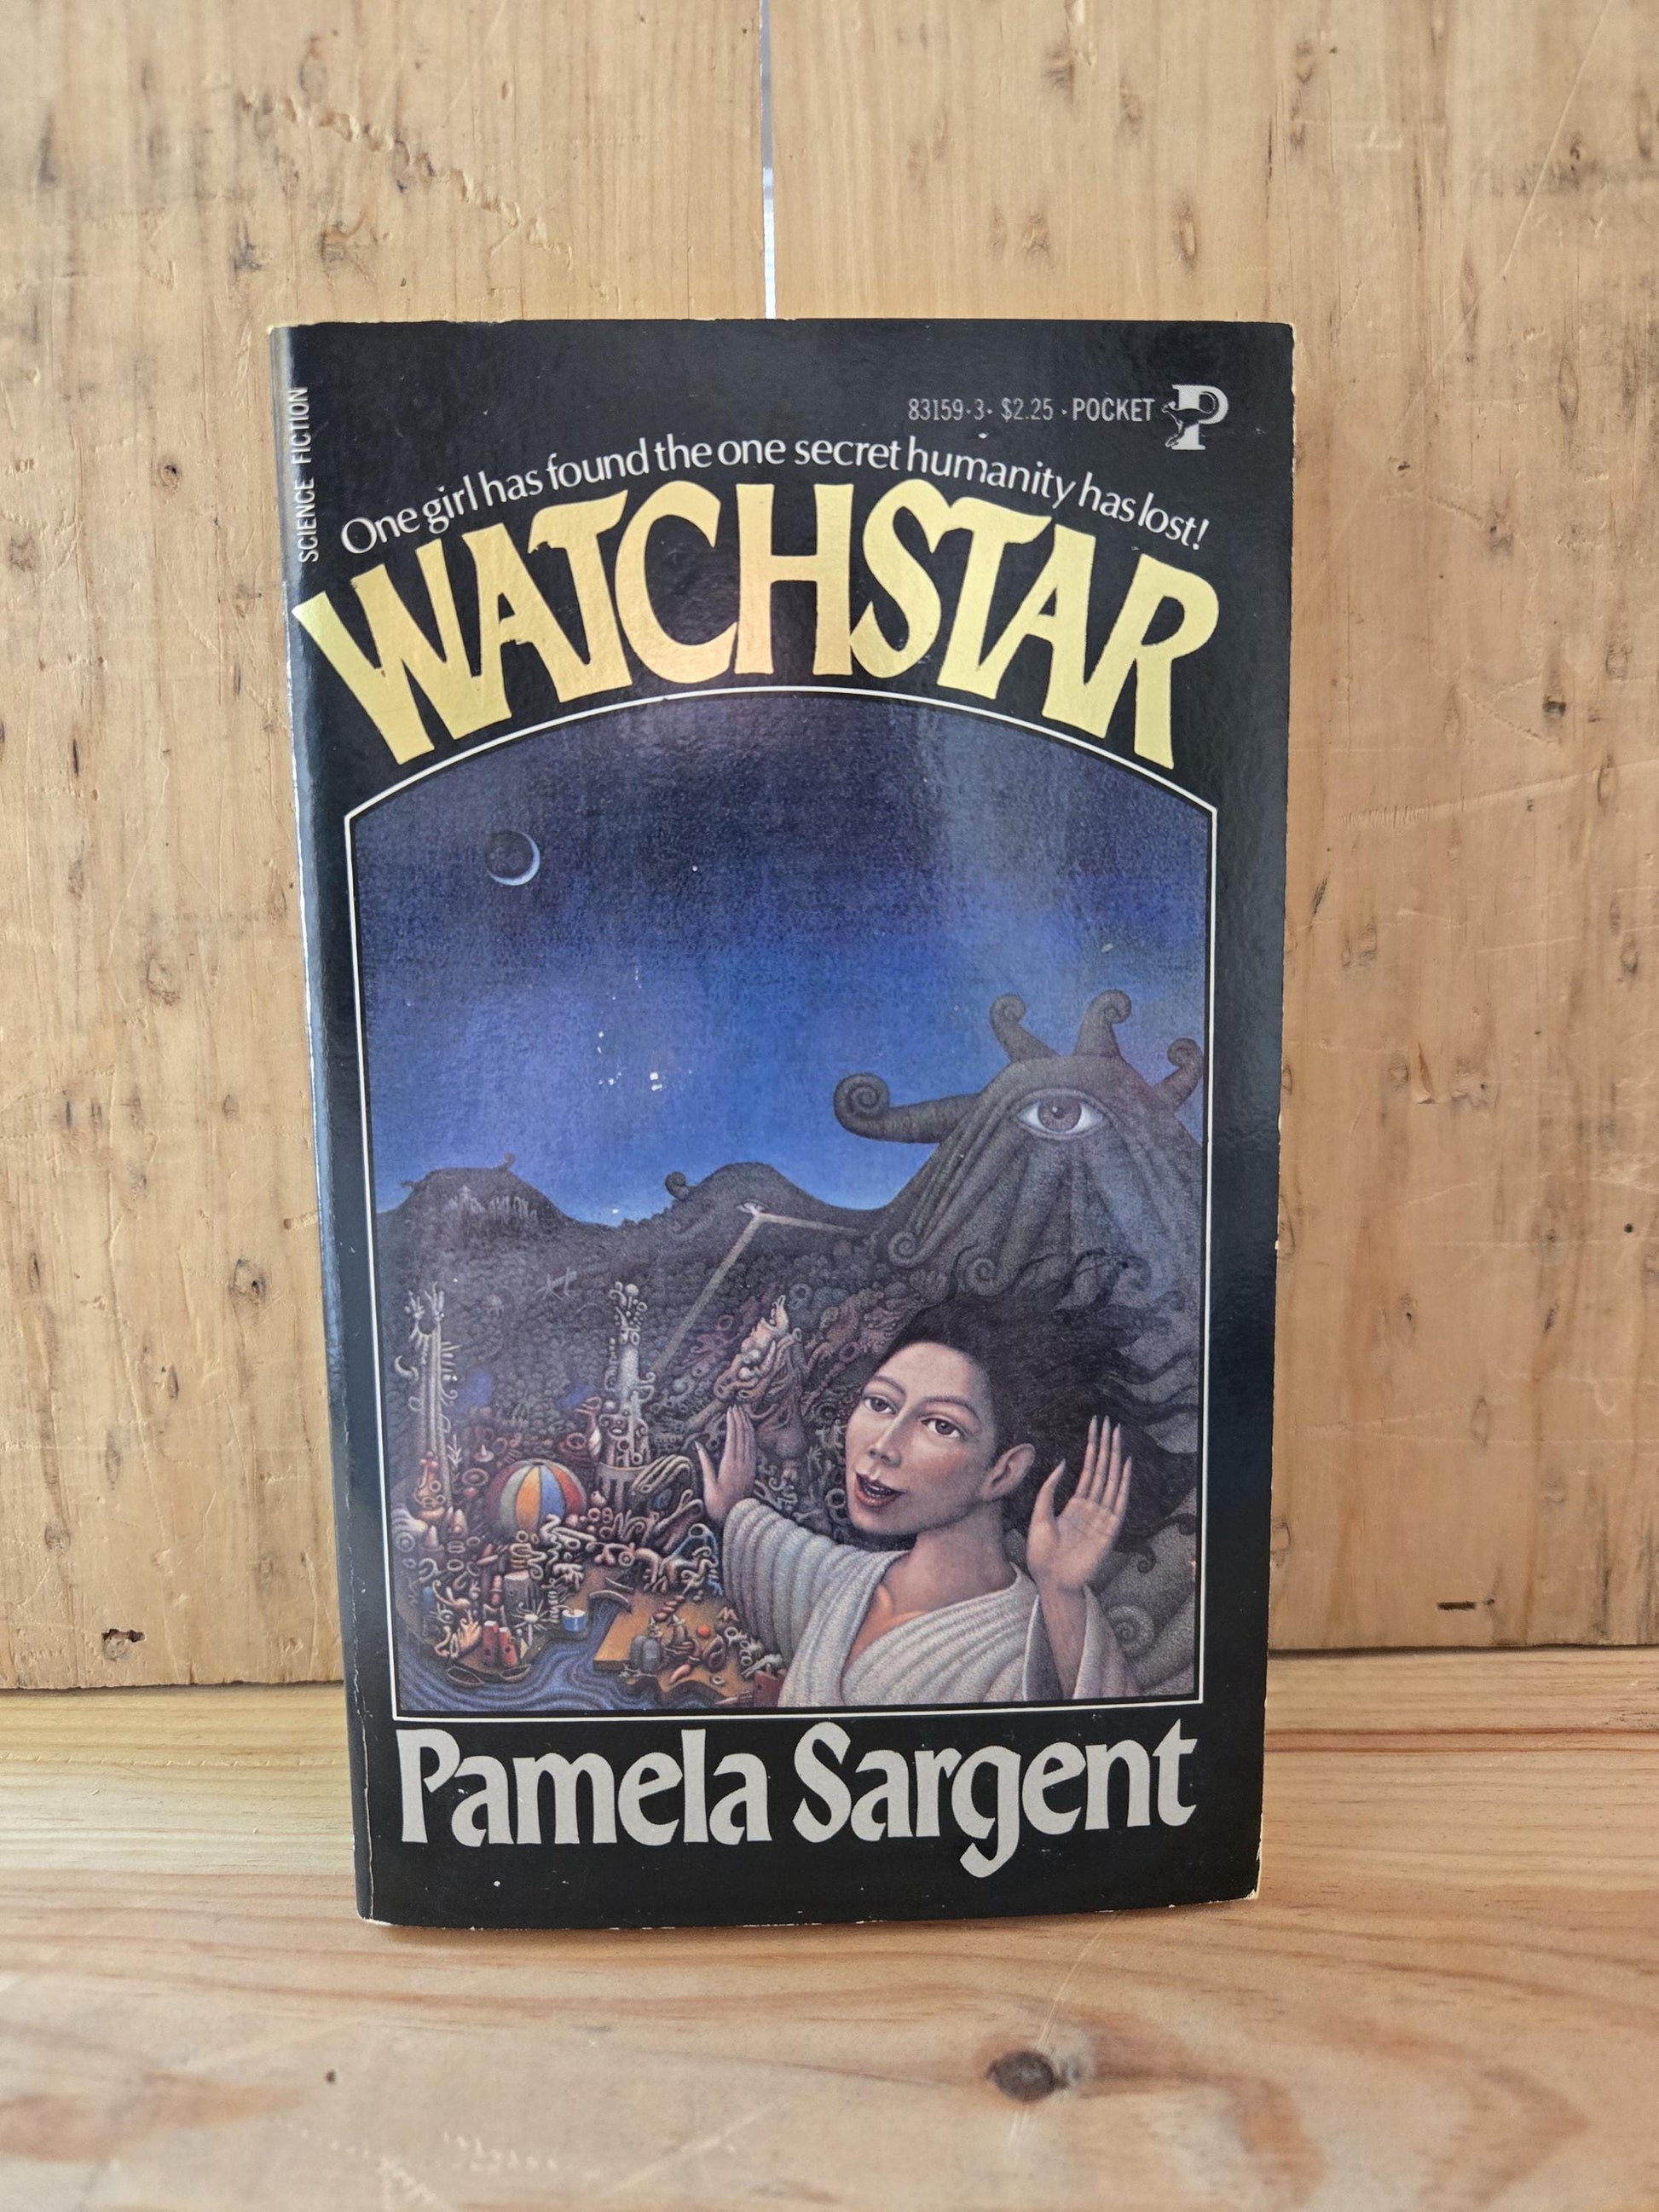 SCIENCE FICTION
83159-3 · $2.25 · POCKET P
One girl has found the one secret humanity has lost!
WATCHSTAR
Pamela Sargent